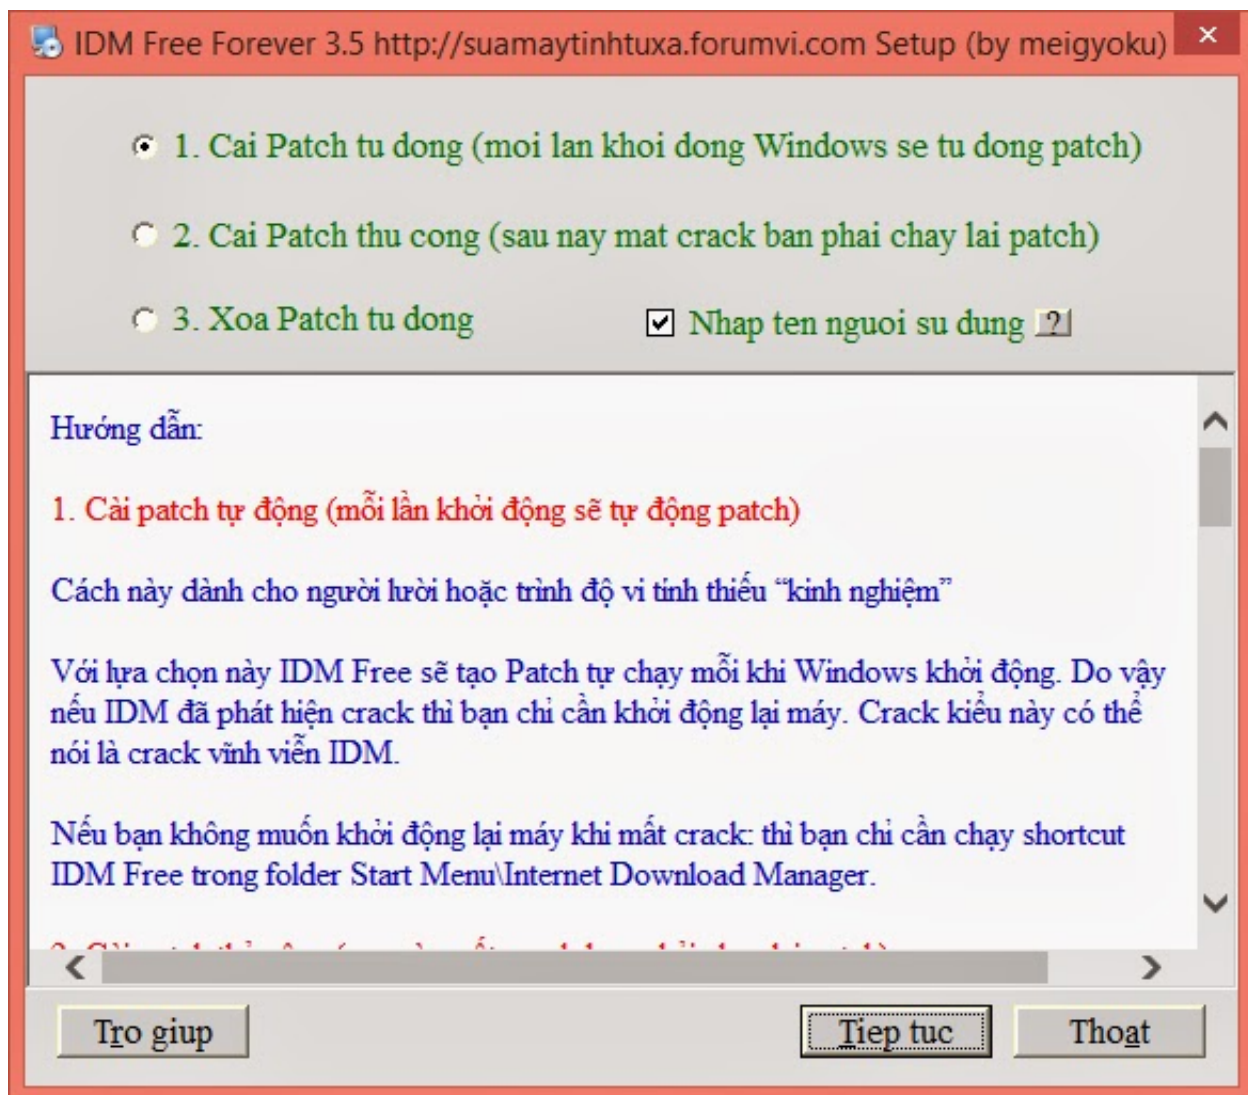 IDM Free Forever 3.5 http://suamaytinhtuxa.forumvi.com Setup (by meigyoku)
1. Cai Patch tu dong (moi lan khoi dong Windows se tu dong patch)
2. Cai Patch thu cong (sau nay mat crack ban phai chay lai patch)
3. Xoa Patch tu dong
Nhap ten nguoi su dung ?
Hướng dẫn:
1. Cài patch tự động (mỗi lần khởi động sẽ tự động patch)
Cách này dành cho người lười hoặc trình độ vi tính thiếu “kinh nghiệm”
Với lựa chọn này IDM Free sẽ tạo Patch tự chạy mỗi khi Windows khởi động. Do vậy
nếu IDM đã phát hiện crack thì bạn chỉ cần khởi động lại máy. Crack kiểu này có thể
nói là crack vĩnh viễn IDM.
Nếu bạn không muốn khởi động lại máy khi mất crack: thì bạn chỉ cần chạy shortcut
IDM Free trong folder Start Menu\Internet Download Manager.
Tro giup
Tiep tuc
Thoat